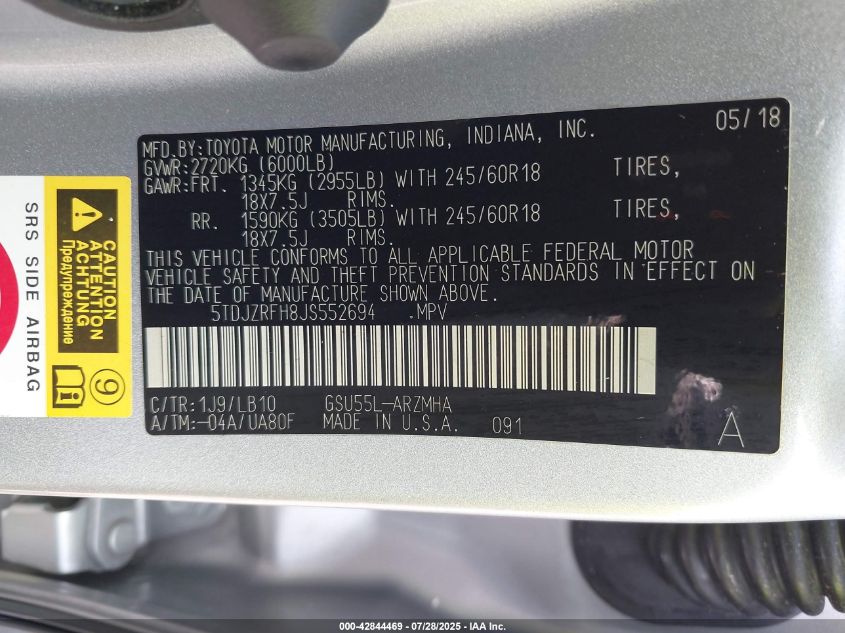 MFD.BY:TOYOTA MOTOR MANUFACTURING, INDIANA, INC. 05/18
GVWR:2720KG (6000LB)
GAWR:FRT. 1345KG (2955LB) WITH 245/60R18 TIRES,
18X7.5J RIMS.
RR. 1590KG (3505LB) WITH 245/60R18 TIRES,
18X7.5J RIMS.
THIS VEHICLE CONFORMS TO ALL APPLICABLE FEDERAL MOTOR
VEHICLE SAFETY AND THEFT PREVENTION STANDARDS IN EFFECT ON
THE DATE OF MANUFACTURE SHOWN ABOVE.
5TDJZRFH8JS552694 .MPV
C/TR:1J9/LB10 GSU55L-ARZMHA
A/TM:-04A/UA80F MADE IN U.S.A. 091 A
SRS SIDE AIRBAG
CAUTION
ATTENTION
ACHTUNG
Предупреждение
9
000-42844469 | 07/28/2025 - IAA Inc.